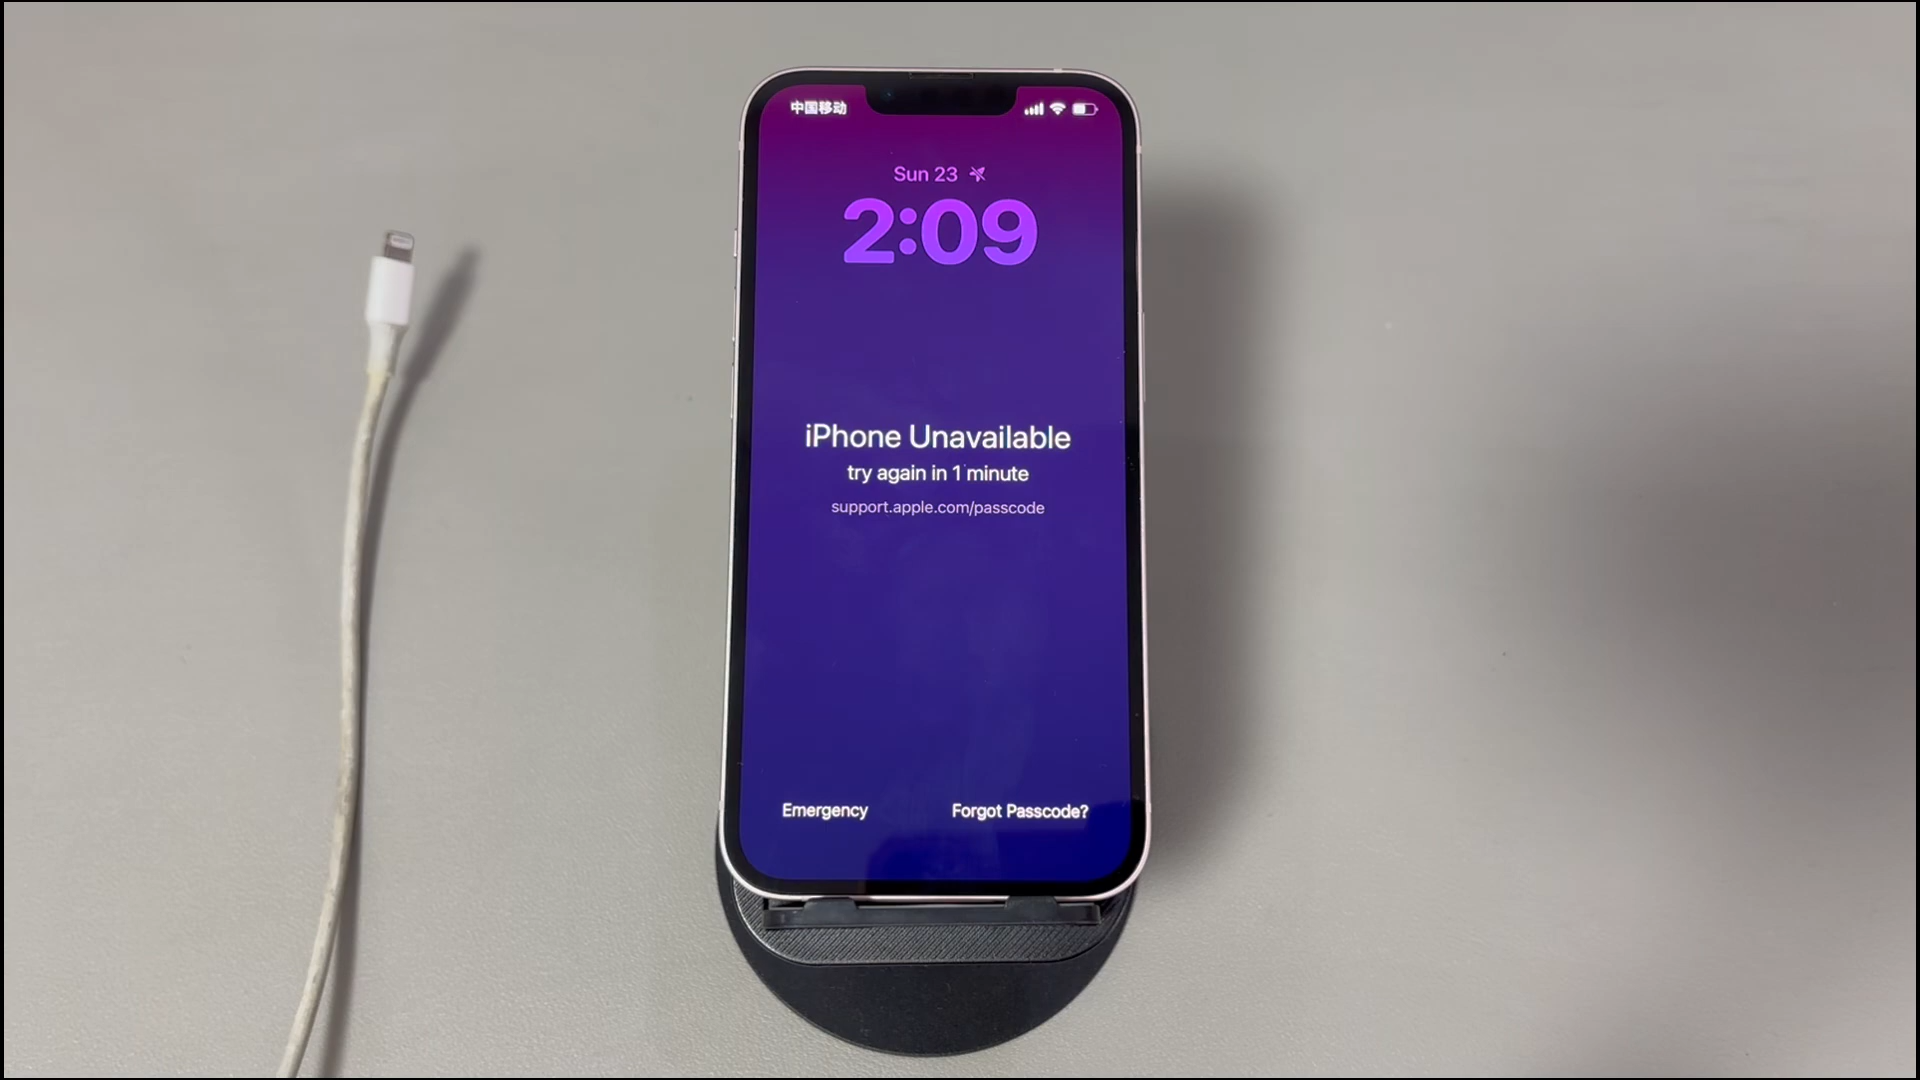 中国移动
Sun 23
2:09
iPhone Unavailable
try again in 1 minute
support.apple.com/passcode
Emergency
Forgot Passcode?